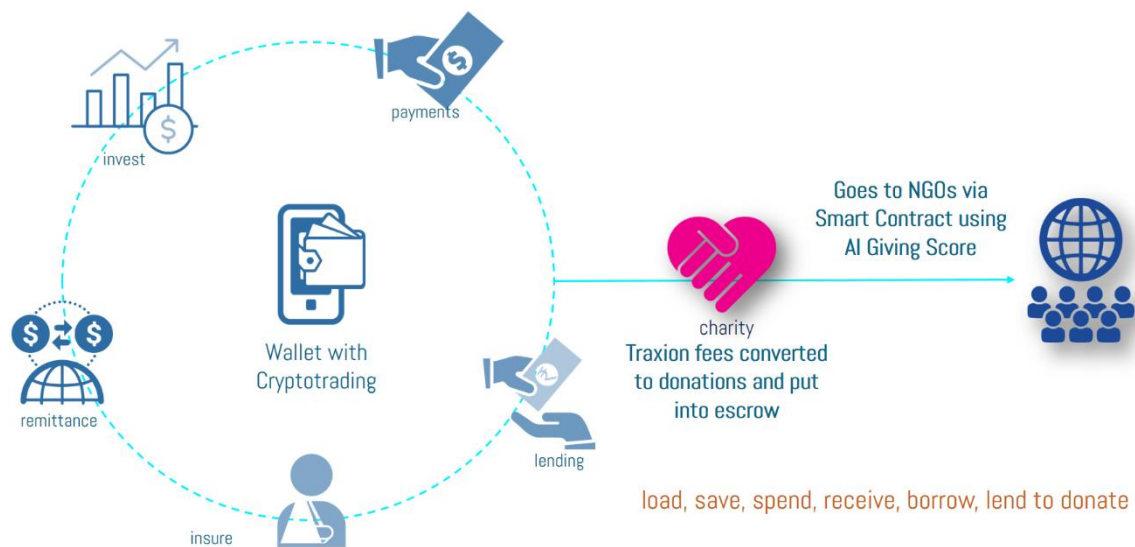 payments
invest
Goes to NGOs via
Smart Contract using
AI Giving Score
$
$
$
$
Wallet with
Cryptotrading
charity
Traxion fees converted
to donations and put
into escrow
remittance
lending
insure
load, save, spend, receive, borrow, lend to donate